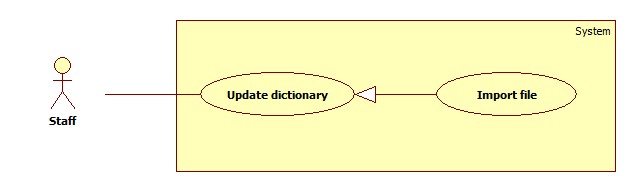 System
Update dictionary
Import file
Staff